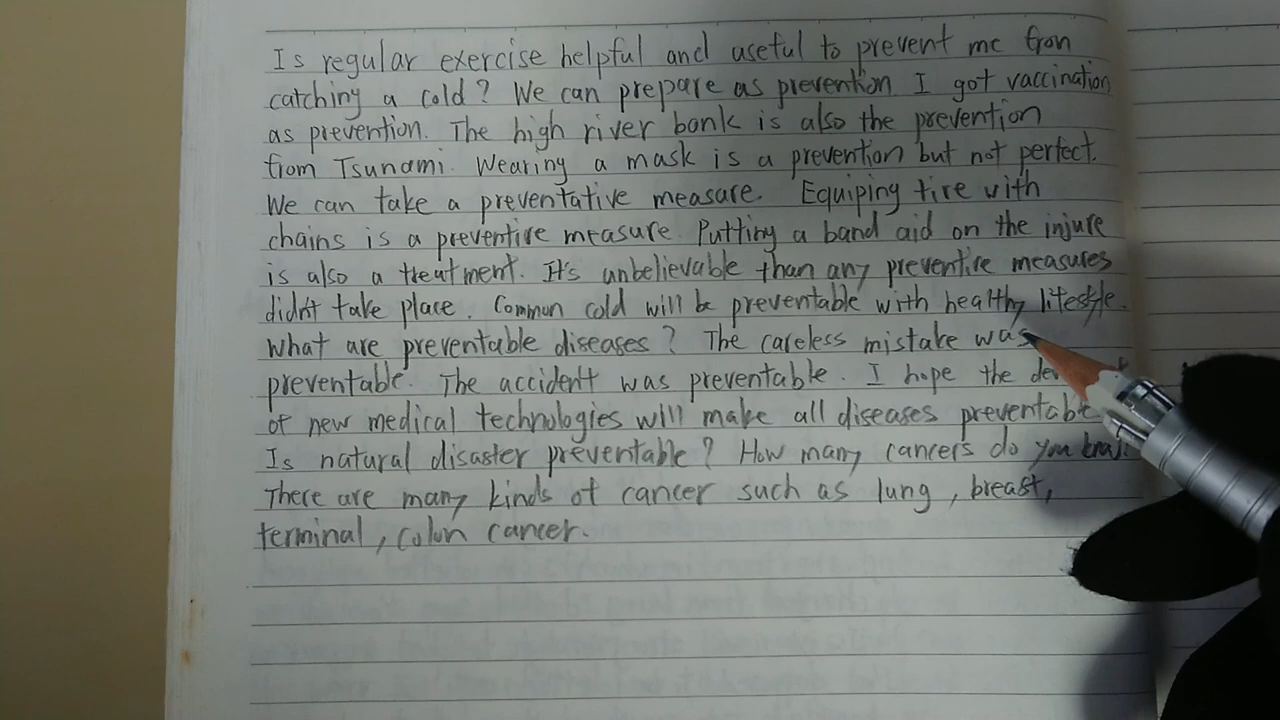 Is regular exercise helpful and useful to prevent me fron
catching a cold? We can prepare as prevention I got vaccination
as prevention. The high river bank is also the prevention
from Tsunami. Wearing a mask is a prevention but not perfect.
We can take a preventative measure. Equiping tire with
chains is a preventive measure. Putting a band aid on the injure
is also a treatment. It's unbelievable than any preventive measures
didn't take place. Common cold will be preventable with healthy lifestyle.
What are preventable diseases? The careless mistake was
preventable. The accident was preventable. I hope the
of new medical technologies will make all diseases preventable
Is natural disaster preventable? How many cancers do you
There are many kinds of cancer such as lung, breast,
terminal, colon cancer.